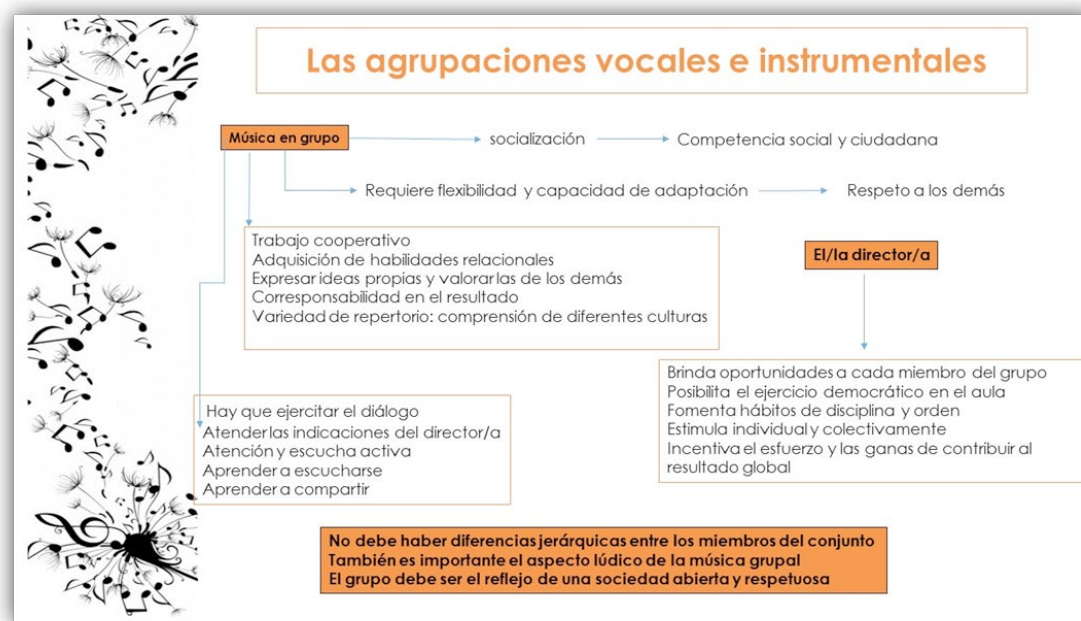 Las agrupaciones vocales e instrumentales
Música en grupo
socialización
Competencia social y ciudadana
Requiere flexibilidad y capacidad de adaptación
Respeto a los demás
Trabajo cooperativo
Adquisición de habilidades relacionales
Expresar ideas propias y valorar las de los demás
Corresponsabilidad en el resultado
Variedad de repertorio: comprensión de diferentes culturas
El/la director/a
Brinda oportunidades a cada miembro del grupo
Posibilita el ejercicio democrático en el aula
Fomenta hábitos de disciplina y orden
Estimula individual y colectivamente
Incentiva el esfuerzo y las ganas de contribuir al
resultado global
Hay que ejercitar el diálogo
Atender las indicaciones del director/a
Atención y escucha activa
Aprender a escucharse
Aprender a compartir
No debe haber diferencias jerárquicas entre los miembros del conjunto
También es importante el aspecto lúdico de la música grupal
El grupo debe ser el reflejo de una sociedad abierta y respetuosa